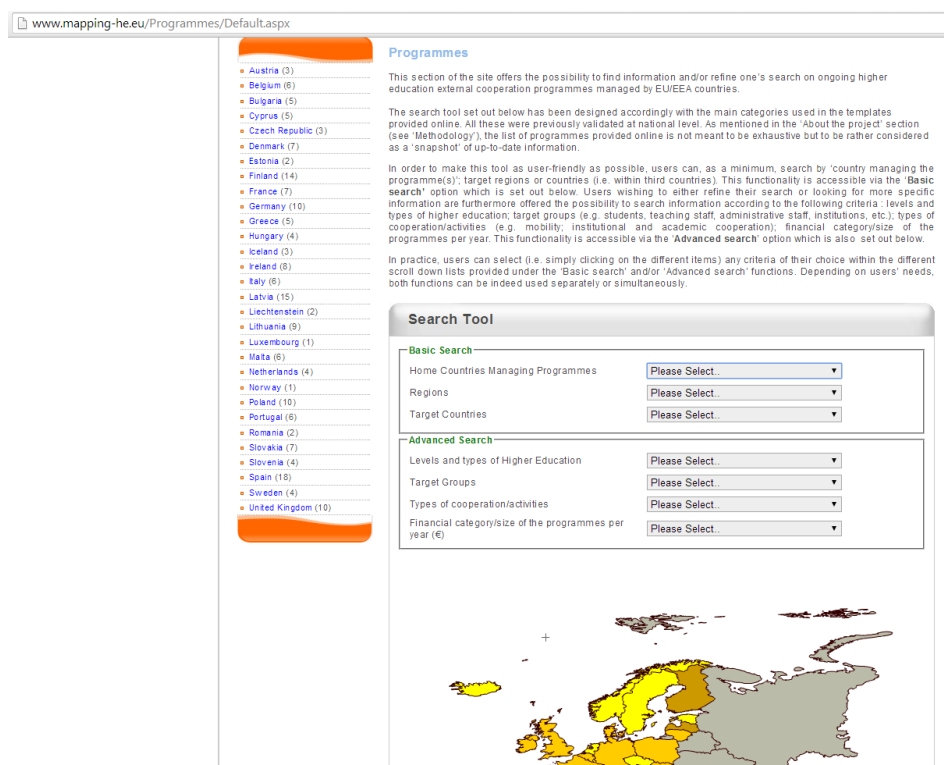 www.mapping-he.eu/Programmes/Default.aspx
Austria (3)
Belgium (6)
Bulgaria (5)
Cyprus (5)
Czech Republic (3)
Denmark (7)
Estonia (2)
Finland (14)
France (7)
Germany (10)
Greece (5)
Hungary (4)
Iceland (3)
Ireland (8)
Italy (6)
Latvia (15)
Liechtenstein (2)
Lithuania (9)
Luxembourg (1)
Malta (6)
Netherlands (4)
Norway (1)
Poland (10)
Portugal (6)
Romania (2)
Slovakia (7)
Slovenia (4)
Spain (18)
Sweden (4)
United Kingdom (10)
Programmes
This section of the site offers the possibility to find information and/or refine one's search on ongoing higher
education external cooperation programmes managed by EU/EEA countries.
The search tool set out below has been designed accordingly with the main categories used in the templates
provided online. All these were previously validated at national level. As mentioned in the 'About the project' section
(see 'Methodology'), the list of programmes provided online is not meant to be exhaustive but to be rather considered
as a 'snapshot' of up-to-date information.
In order to make this tool as user-friendly as possible, users can, as a minimum, search by 'country managing the
programme(s)'; target regions or countries (i.e. within third countries). This functionality is accessible via the 'Basic
search' option which is set out below. Users wishing to either refine their search or looking for more specific
information are furthermore offered the possibility to search information according to the following criteria : levels and
types of higher education; target groups (e.g. students, teaching staff, administrative staff, institutions, etc.); types of
cooperation/activities (e.g. mobility; institutional and academic cooperation); financial category/size of the
programmes per year. This functionality is accessible via the 'Advanced search' option which is also set out below.
In practice, users can select (i.e. simply clicking on the different items) any criteria of their choice within the different
scroll down lists provided under the 'Basic search' and/or 'Advanced search' functions. Depending on users' needs,
both functions can be indeed used separately or simultaneously.
Search Tool
Basic Search
Home Countries Managing Programmes Please Select..
Regions Please Select..
Target Countries Please Select..
Advanced Search
Levels and types of Higher Education Please Select..
Target Groups Please Select..
Types of cooperation/activities Please Select..
Financial category/size of the programmes per
year (€) Please Select..